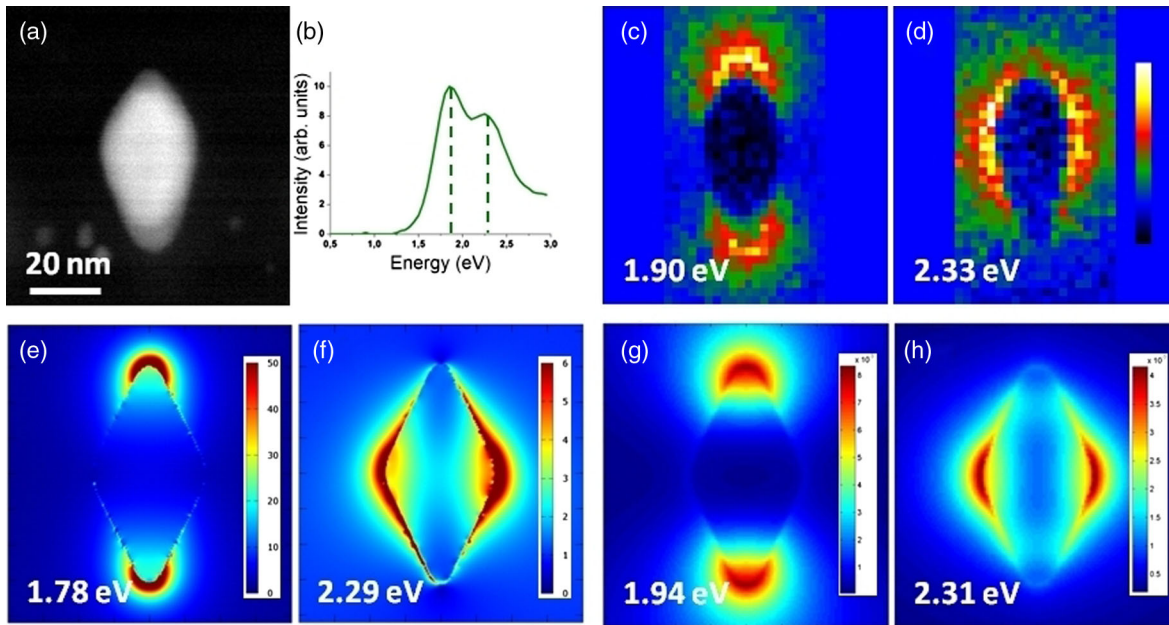 (a)
20 nm
(b)
Intensity (arb. units)
10
8
6
4
2
0
0,5 1,0 1,5 2,0 2,5 3,0
Energy (eV)
(c)
1.90 eV
(d)
2.33 eV
(e)
50
40
30
20
10
0
1.78 eV
(f)
6
5
4
3
2
1
0
2.29 eV
(g)
8
7
6
5
4
3
2
1
1.94 eV
(h)
4
3.5
3
2.5
2
1.5
1
0.5
2.31 eV